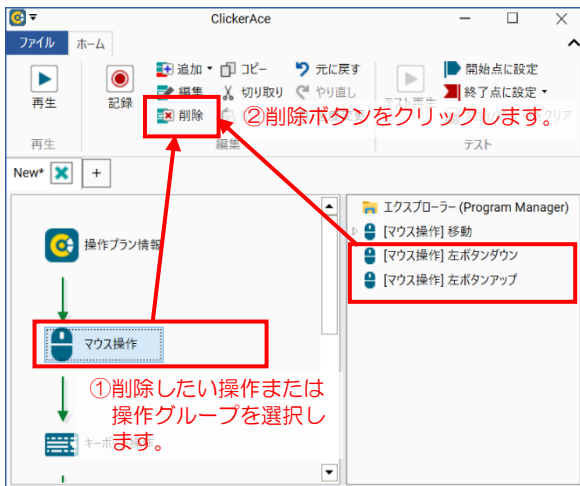 ClickerAce
ファイル
ホーム
再生
記録
追加
コピー
元に戻す
編集
切り取り
やり直し
削除
開始点に設定
終了点に設定
クリア
②削除ボタンをクリックします。
再生
編集
テスト
New*
エクスプローラー (Program Manager)
[マウス操作] 移動
[マウス操作] 左ボタンダウン
[マウス操作] 左ボタンアップ
操作プラン情報
マウス操作
①削除したい操作または
操作グループを選択し
ます。